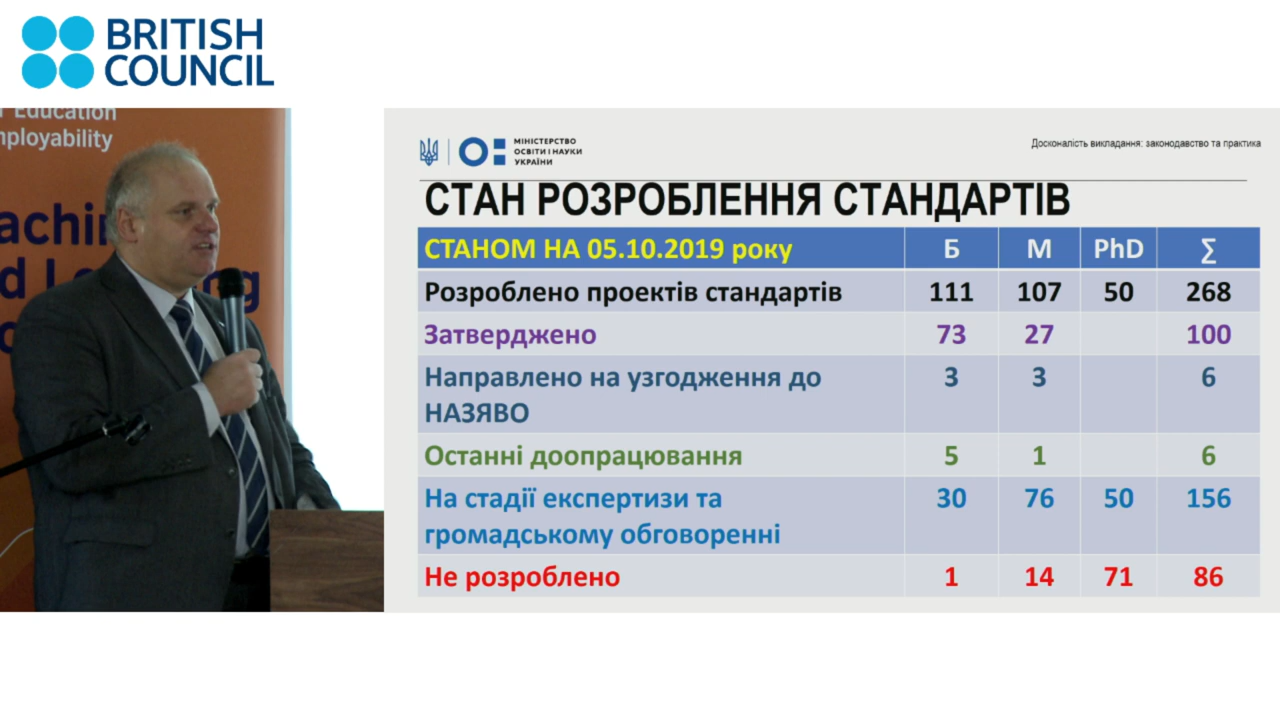 BRITISH
COUNCIL
Education
mployability
МІНІСТЕРСТВО
ОСВІТИ І НАУКИ
УКРАЇНИ
Досконалість викладання: законодавство та практика
СТАН РОЗРОБЛЕННЯ СТАНДАРТІВ
СТАНОМ НА 05.10.2019 року Б М PhD ∑
Розроблено проектів стандартів 111 107 50 268
Затверджено 73 27 100
Направлено на узгодження до
НАЗЯВО 3 3 6
Останні доопрацювання 5 1 6
На стадії експертизи та
громадському обговоренні 30 76 50 156
Не розроблено 1 14 71 86